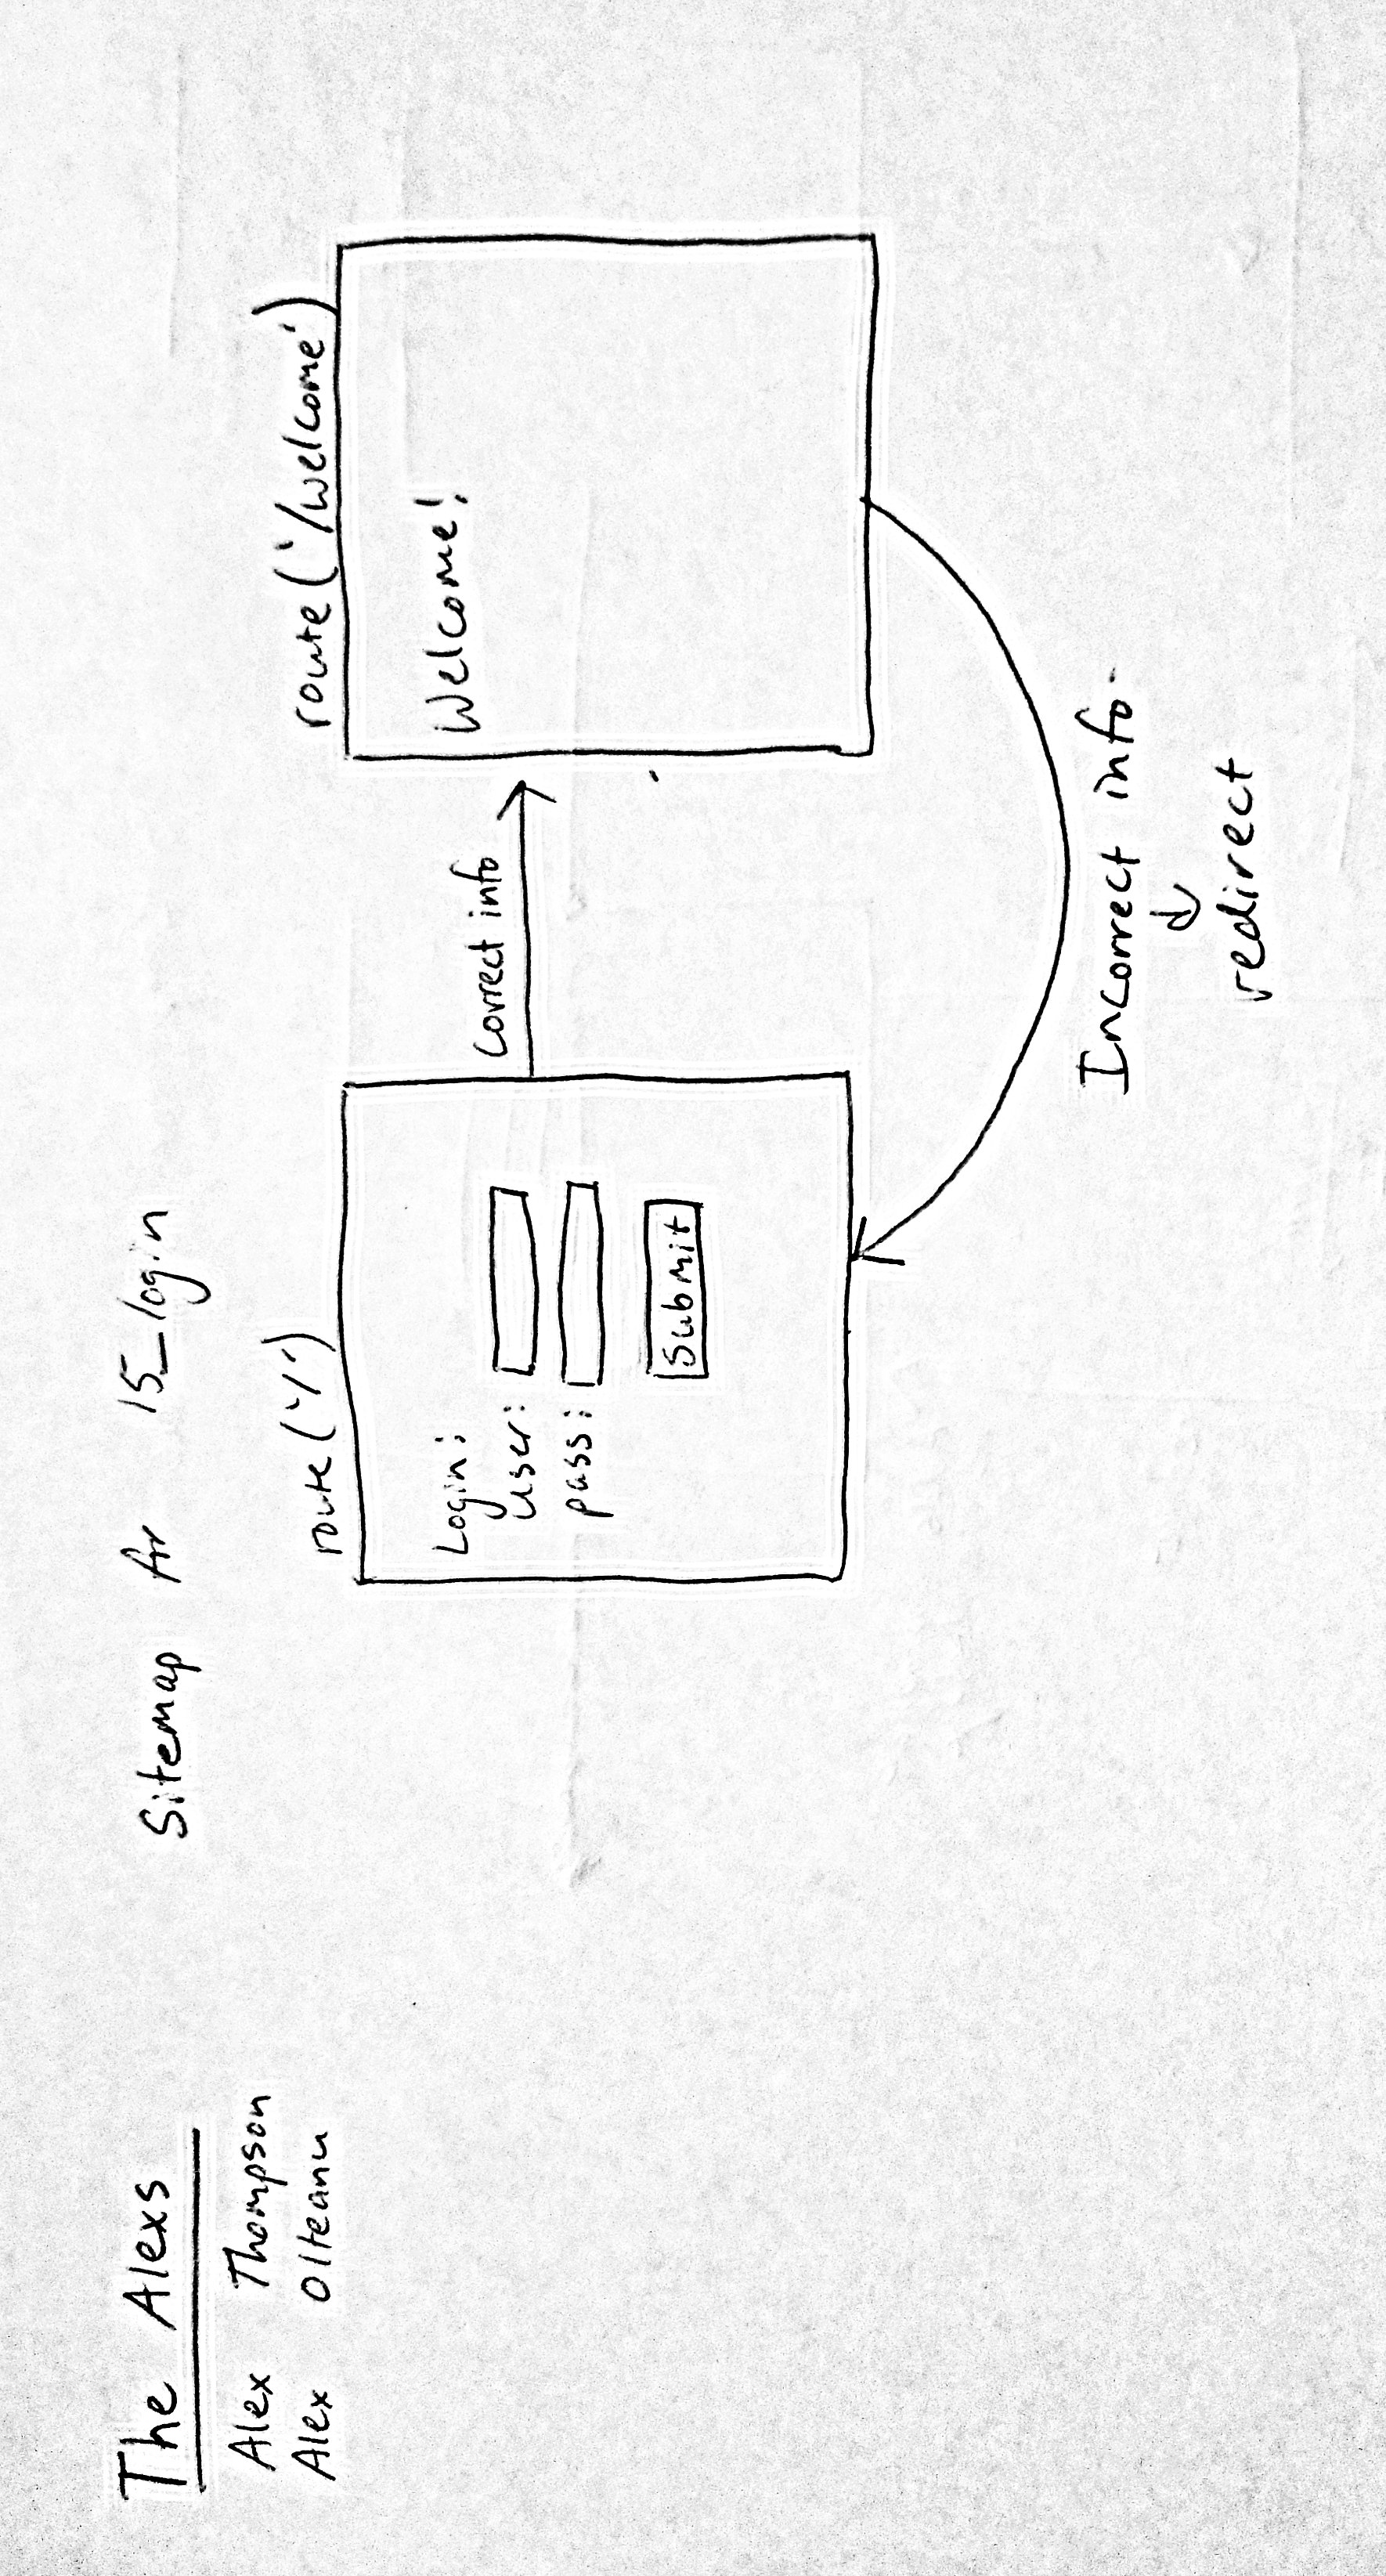 The Alexs
Alex Thompson
Alex Olteanu
Sitemap for 15_login
route('/')
Login:
user:
pass:
Submit
correct info
route('/welcome')
Welcome!
Incorrect info.
↓
redirect